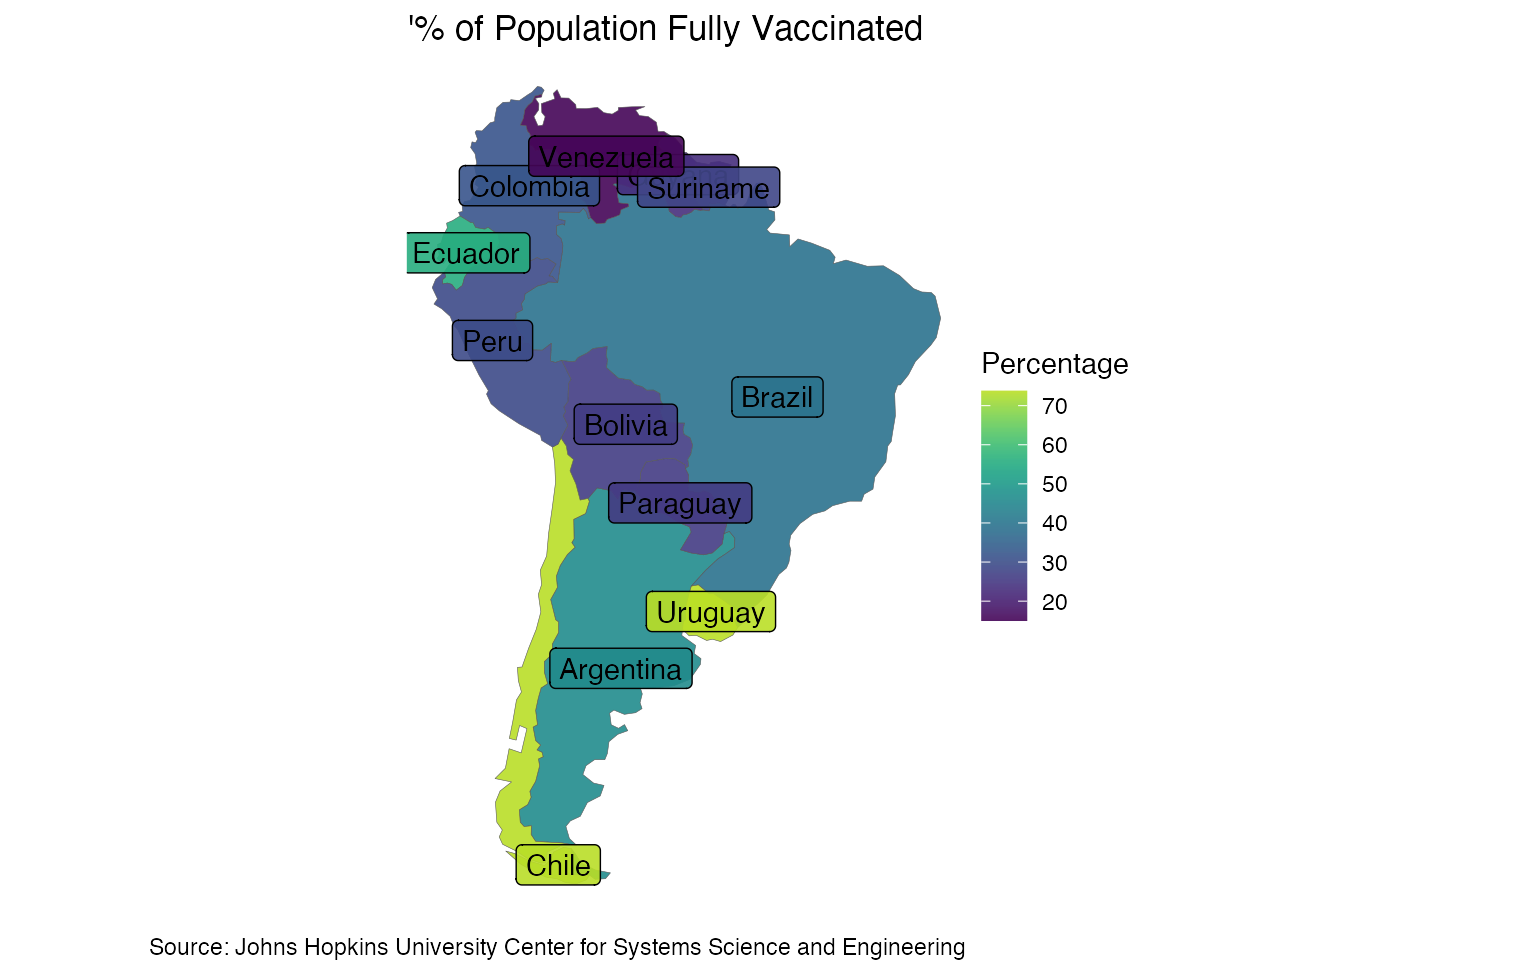 '% of Population Fully Vaccinated
Venezuela
Colombia
Suriname
Ecuador
Peru
Brazil
Bolivia
Paraguay
Uruguay
Argentina
Chile
Percentage
70
60
50
40
30
20
Source: Johns Hopkins University Center for Systems Science and Engineering